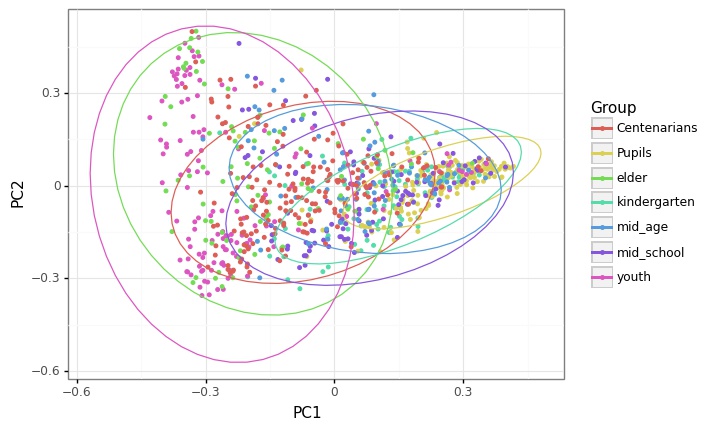 Group
Centenarians
Pupils
elder
kindergarten
mid_age
mid_school
youth
PC2
0.3
0
−0.3
−0.6
−0.6
−0.3
0
0.3
PC1